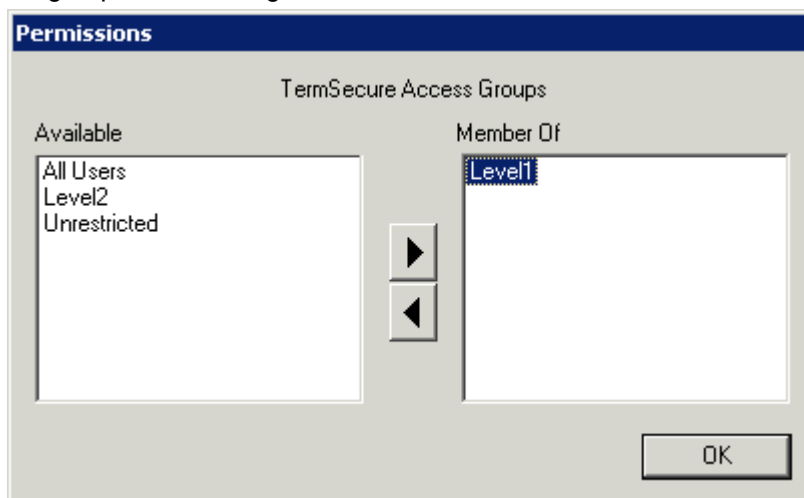 Permissions
TermSecure Access Groups
Available
Member Of
All Users
Level2
Unrestricted
Level1
OK